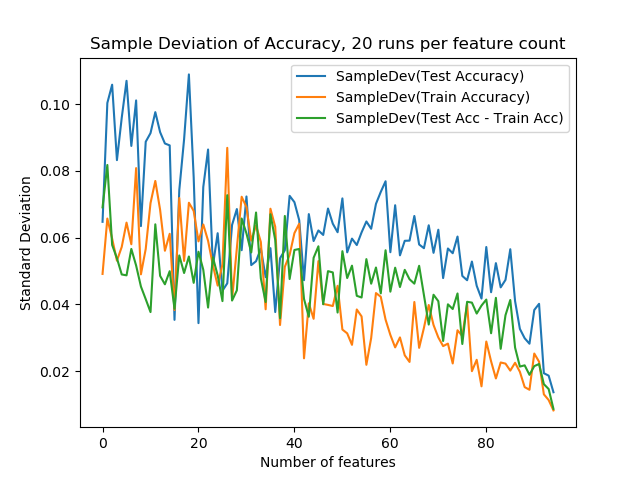 Sample Deviation of Accuracy, 20 runs per feature count
SampleDev(Test Accuracy)
SampleDev(Train Accuracy)
SampleDev(Test Acc - Train Acc)
Standard Deviation
0.10
0.08
0.06
0.04
0.02
0 20 40 60 80
Number of features